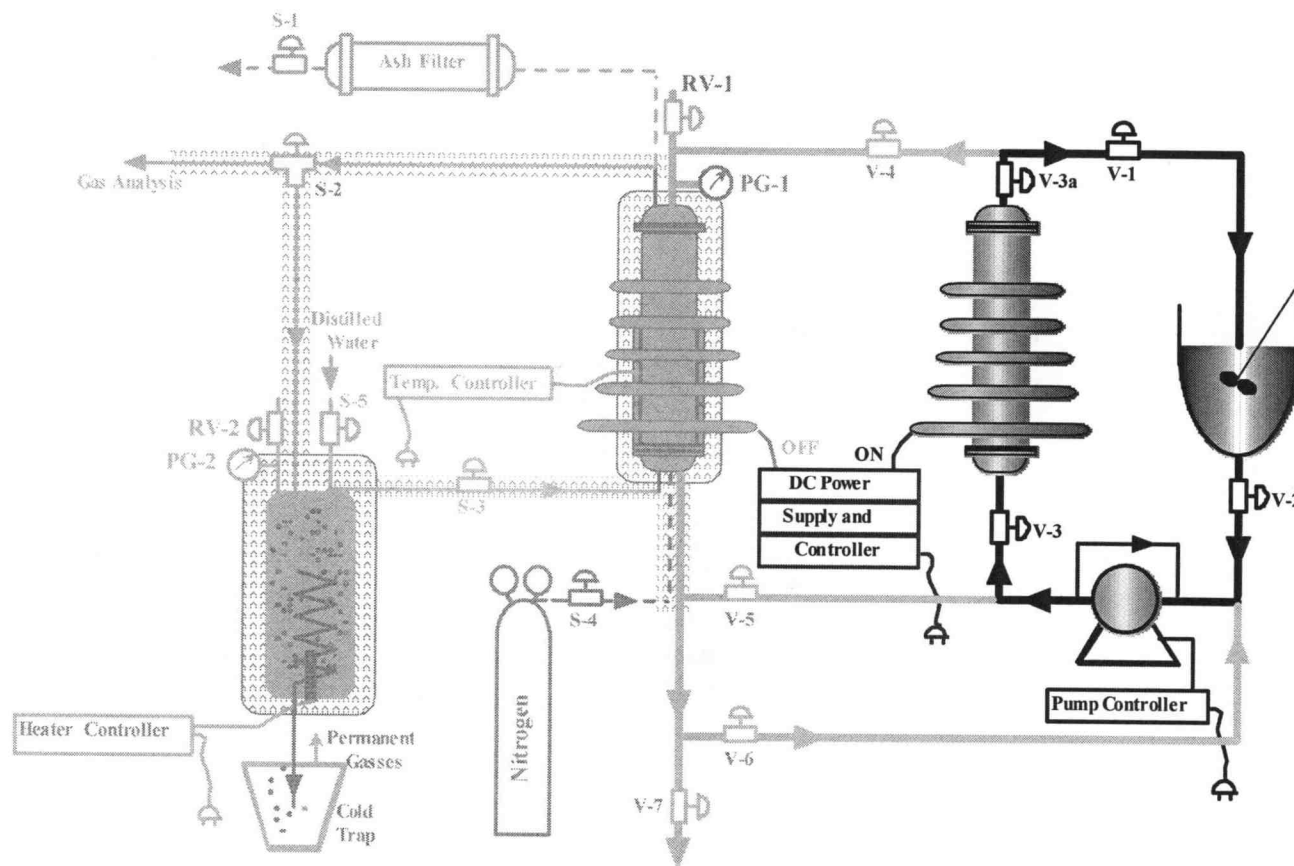 S-1
Ash Filter
RV-1
V-4
V-1
V-3a
Gas Analysis
S-2
PG-1
Distilled
Water
Temp. Controller
S-5
RV-2
PG-2
OFF
ON
S-3
DC Power
Supply and
Controller
V-3
V-2
S-4
V-5
Nitrogen
Pump Controller
Heater Controller
Permanent
Gasses
V-6
Cold
Trap
V-7